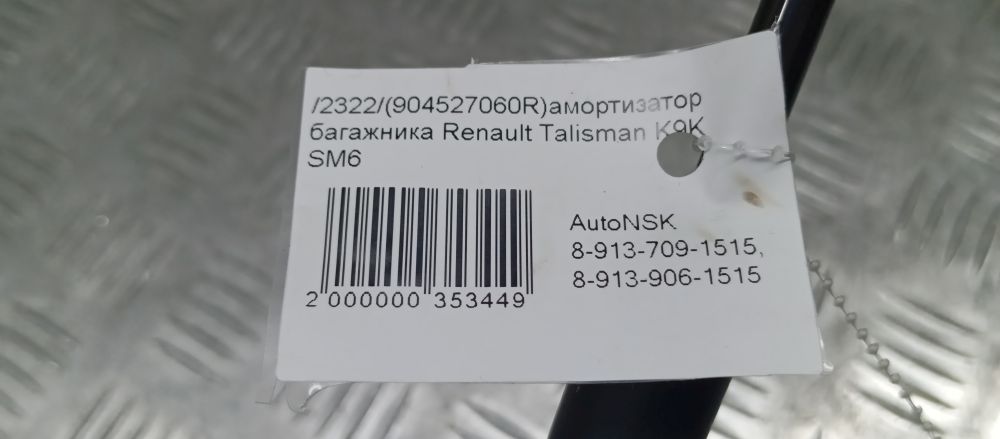 /2322/(904527060R)амортизатор
багажника Renault Talisman K9K
SM6
AutoNSK
8-913-709-1515,
8-913-906-1515
2 000000 353449